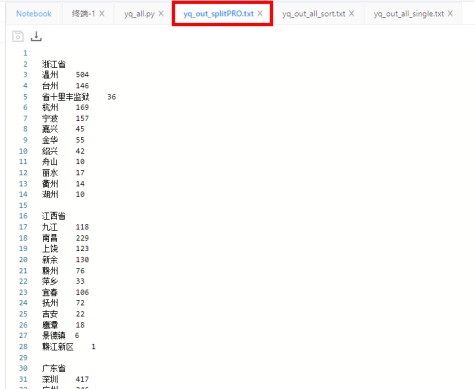 Notebook 终端-1 X yq_all.py X yq_out_splitPRO.txt X yq_out_all_sort.txt X yq_out_all_single.txt X
1
2 浙江省
3 温州 504
4 台州 146
5 省十里丰监狱 36
6 杭州 169
7 宁波 157
8 嘉兴 45
9 金华 55
10 绍兴 42
11 舟山 10
12 丽水 17
13 衢州 14
14 湖州 10
15
16 江西省
17 九江 118
18 南昌 229
19 上饶 123
20 新余 130
21 赣州 76
22 萍乡 33
23 宜春 106
24 抚州 72
25 吉安 22
26 鹰潭 18
27 景德镇 6
28 赣江新区 1
29
30 广东省
31 深圳 417